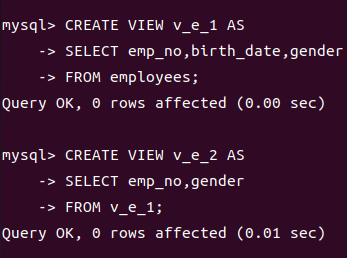 mysql> CREATE VIEW v_e_1 AS
    -> SELECT emp_no,birth_date,gender
    -> FROM employees;
Query OK, 0 rows affected (0.00 sec)

mysql> CREATE VIEW v_e_2 AS
    -> SELECT emp_no,gender
    -> FROM v_e_1;
Query OK, 0 rows affected (0.01 sec)